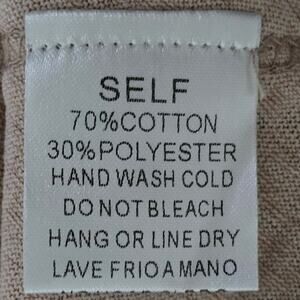 SELF
70%COTTON
30%POLYESTER
HAND WASH COLD
DO NOT BLEACH
HANG OR LINE DRY
LAVE FRIO A MANO